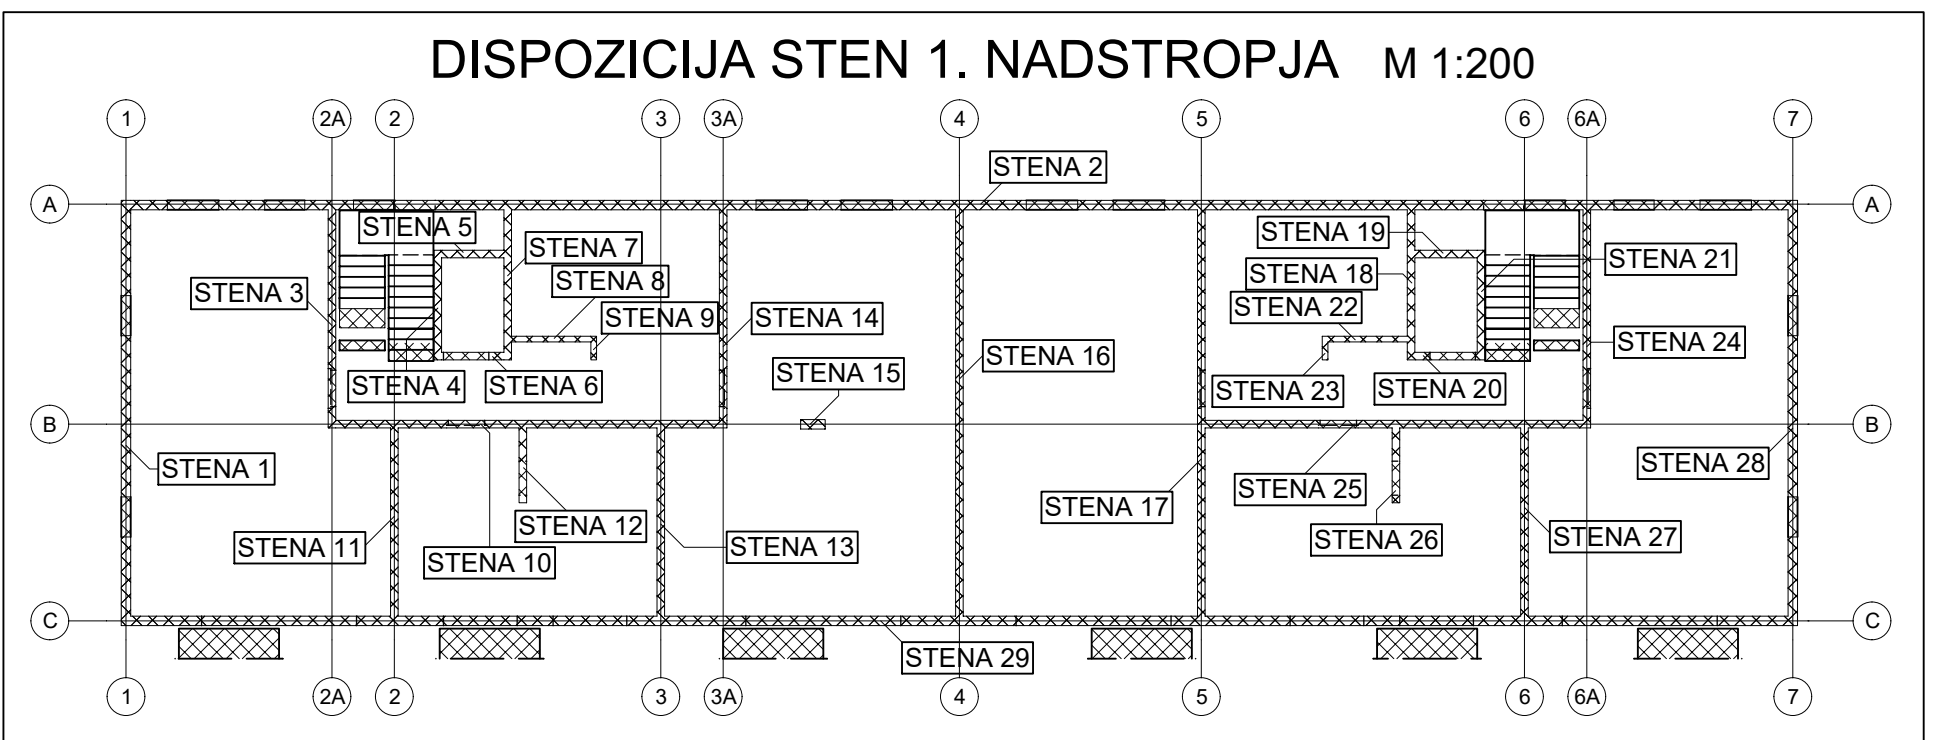 DISPOZICIJA STEN 1. NADSTROPJA M 1:200
1 2A 2 3 3A 4 5 6 6A 7
STENA 2
A A
STENA 5
STENA 7
STENA 19
STENA 8
STENA 18
STENA 21
STENA 3
STENA 9
STENA 14
STENA 22
STENA 24
STENA 16
STENA 15
STENA 4
STENA 6
STENA 23
STENA 20
B B
STENA 1
STENA 28
STENA 25
STENA 17
STENA 12
STENA 26
STENA 27
STENA 11
STENA 13
STENA 10
C C
STENA 29
1 2A 2 3 3A 4 5 6 6A 7